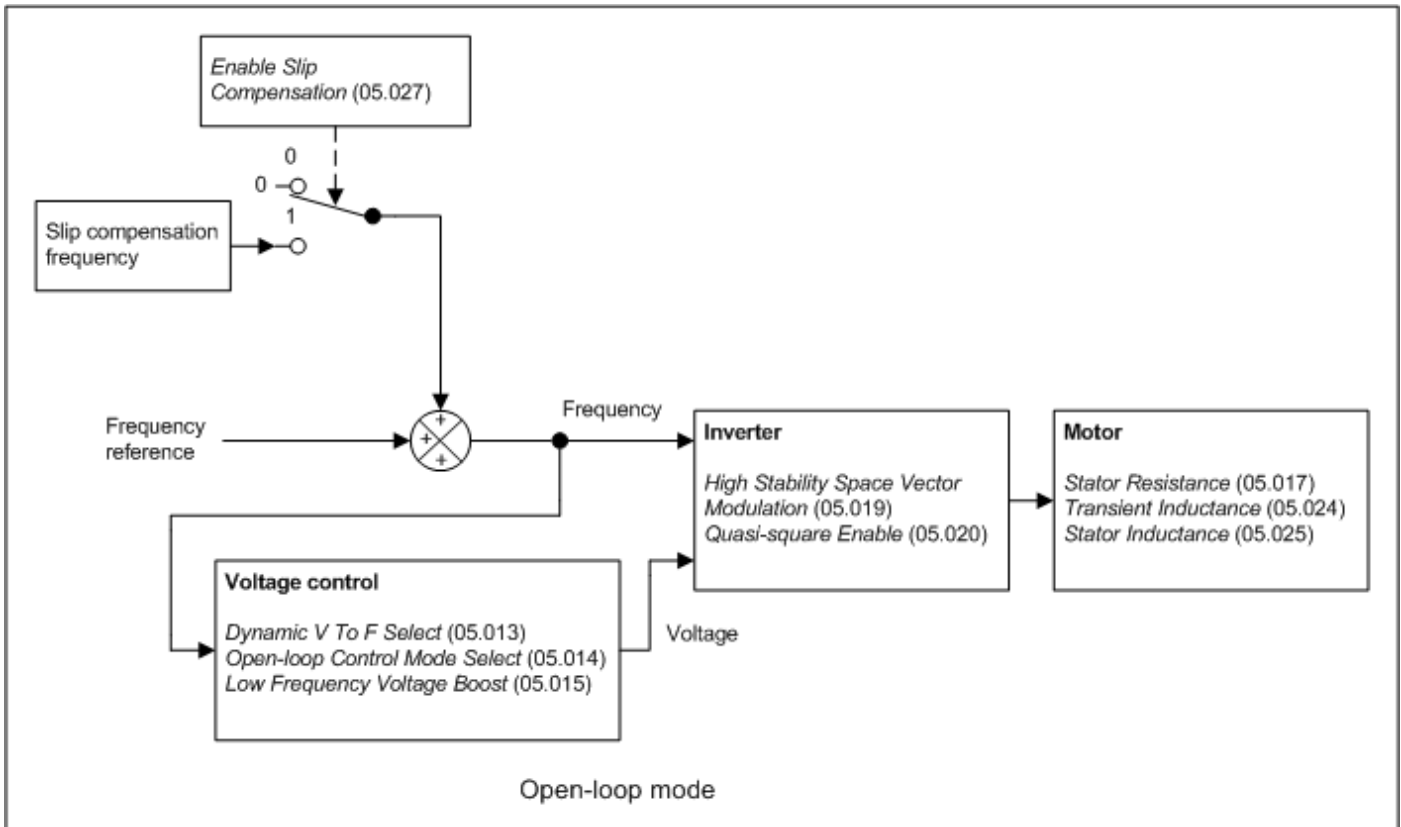 Enable Slip
Compensation (05.027)
0
0
1
Slip compensation
frequency
Frequency
reference
+
+
+
Frequency
Inverter
High Stability Space Vector
Modulation (05.019)
Quasi-square Enable (05.020)
Motor
Stator Resistance (05.017)
Transient Inductance (05.024)
Stator Inductance (05.025)
Voltage control
Dynamic V To F Select (05.013)
Open-loop Control Mode Select (05.014)
Low Frequency Voltage Boost (05.015)
Voltage
Open-loop mode